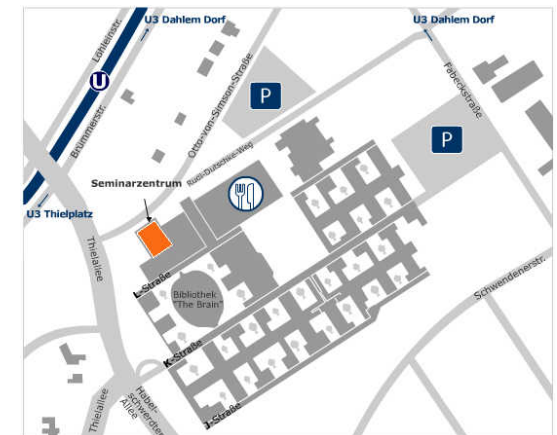 U3 Dahlem Dorf
U3 Dahlem Dorf
Löhleinstr.
U
Brümmerstr.
Otto-von-Simson-Straße
Fabeckstraße
P
P
Rudi-Dutschke-Weg
Seminarzentrum
U3 Thielplatz
Thielallee
L-Straße
Bibliothek
"The Brain"
Schwendenerstr.
K-Straße
Habel-
schwerdter
Allee
Thielallee
J-Straße